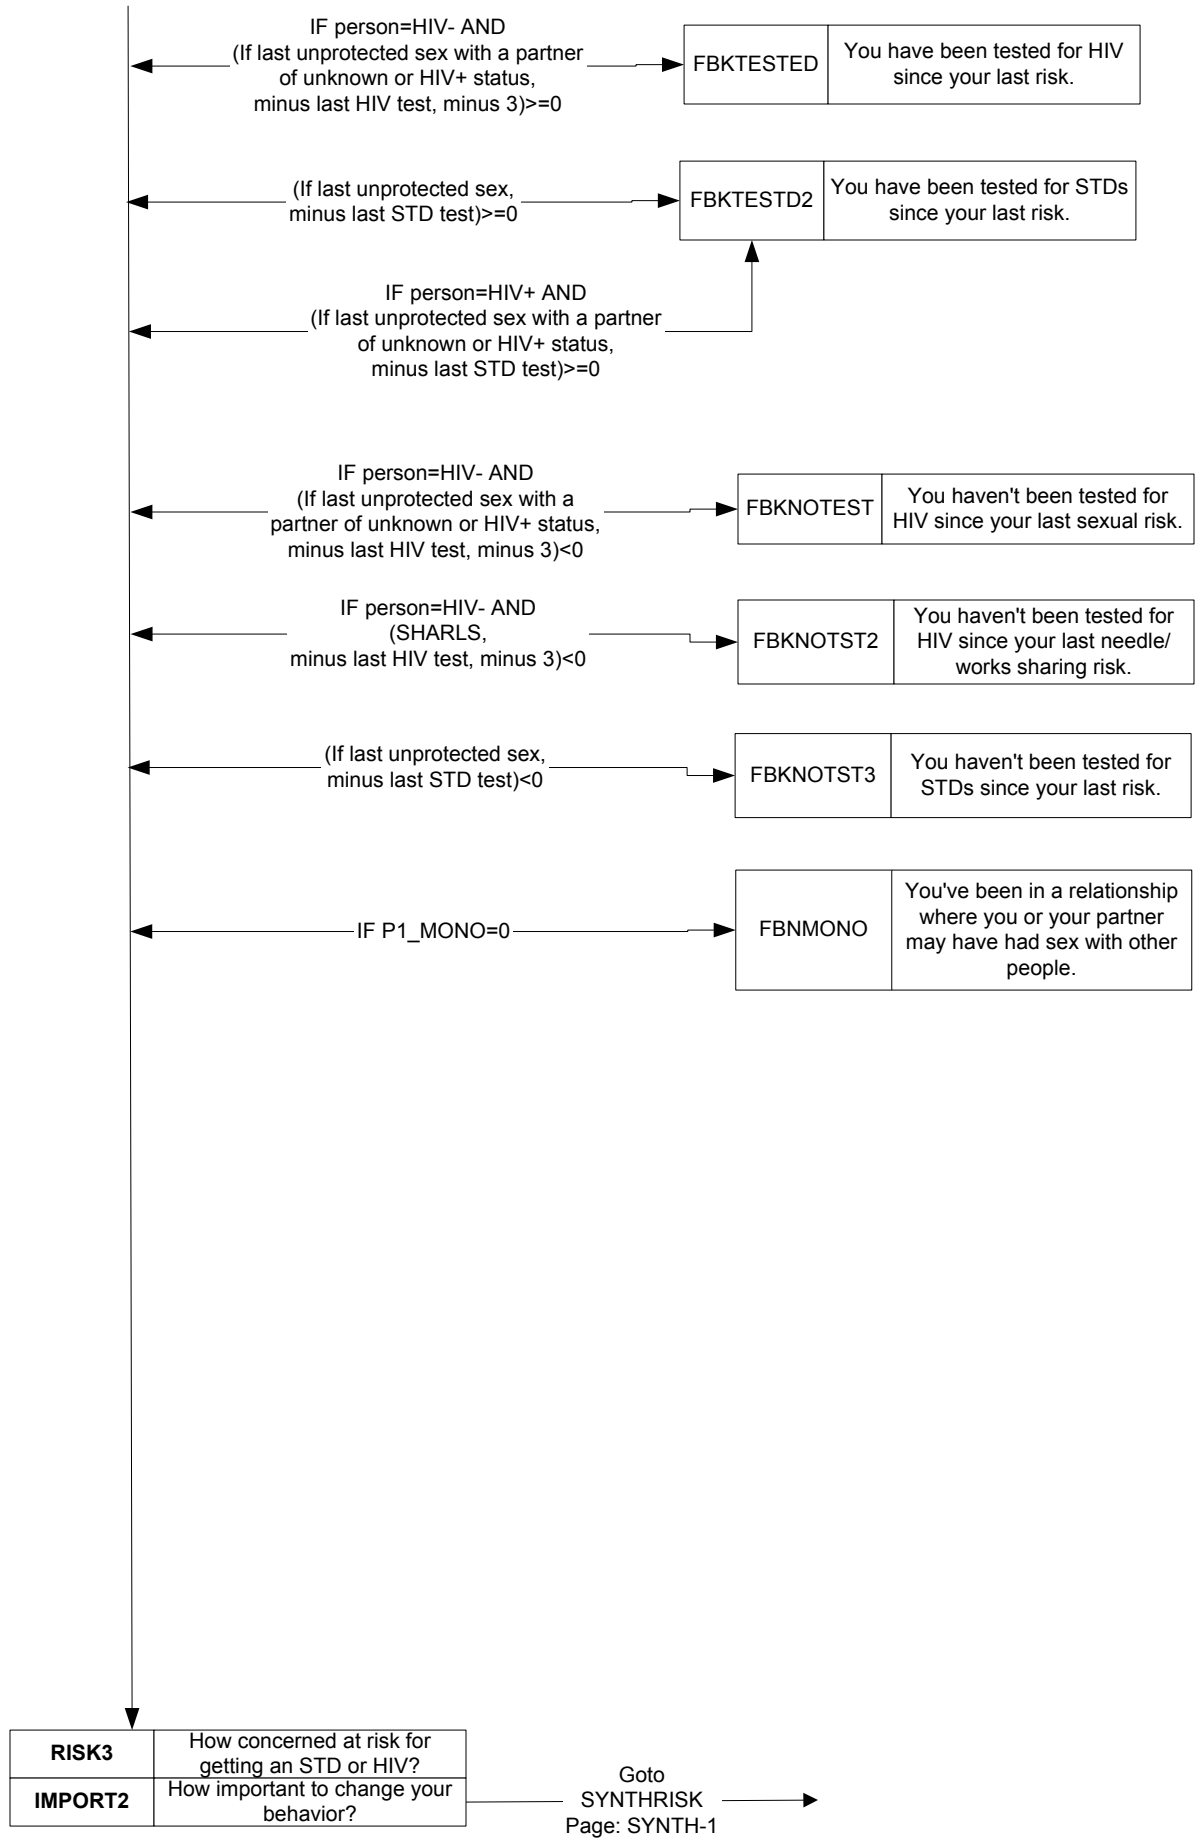 IF person=HIV- AND
(If last unprotected sex with a partner
of unknown or HIV+ status,
minus last HIV test, minus 3)>=0
FBKTESTED
You have been tested for HIV
since your last risk.
(If last unprotected sex,
minus last STD test)>=0
FBKTESTD2
You have been tested for STDs
since your last risk.
IF person=HIV+ AND
(If last unprotected sex with a partner
of unknown or HIV+ status,
minus last STD test)>=0
IF person=HIV- AND
(If last unprotected sex with a
partner of unknown or HIV+ status,
minus last HIV test, minus 3)<0
FBKNOTEST
You haven't been tested for
HIV since your last sexual risk.
IF person=HIV- AND
(SHARLS,
minus last HIV test, minus 3)<0
FBKNOTST2
You haven't been tested for
HIV since your last needle/
works sharing risk.
(If last unprotected sex,
minus last STD test)<0
FBKNOTST3
You haven't been tested for
STDs since your last risk.
IF P1_MONO=0
FBNMONO
You've been in a relationship
where you or your partner
may have had sex with other
people.
RISK3
How concerned at risk for
getting an STD or HIV?
IMPORT2
How important to change your
behavior?
Goto
SYNTHRISK
Page: SYNTH-1